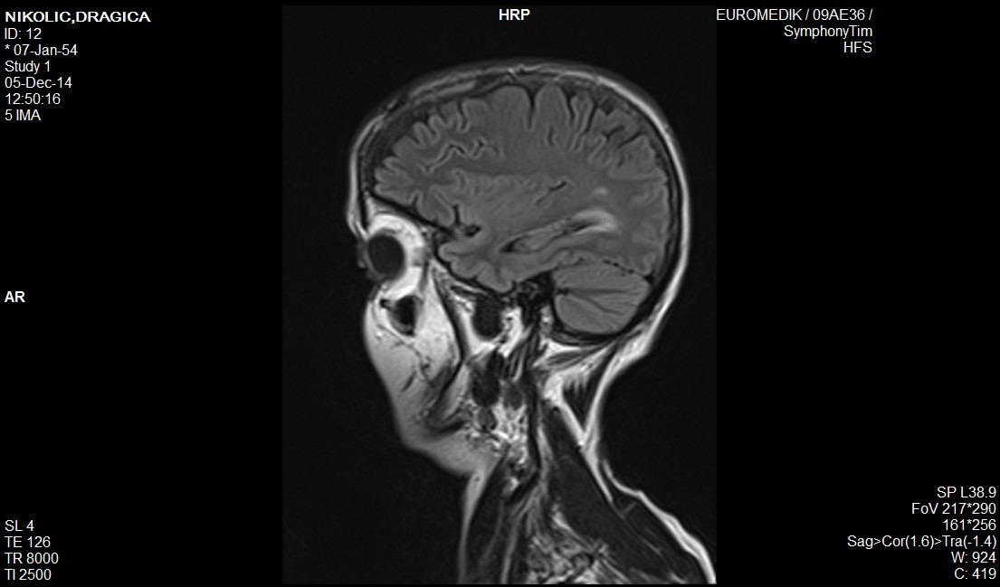 NIKOLIC,DRAGICA
ID: 12
* 07-Jan-54
Study 1
05-Dec-14
12:50:16
5 IMA
HRP
EUROMEDIK / 09AE36 /
SymphonyTim
HFS
AR
SL 4
TE 126
TR 8000
TI 2500
SP L38.9
FoV 217*290
161*256
Sag>Cor(1.6)>Tra(-1.4)
W: 924
C: 419